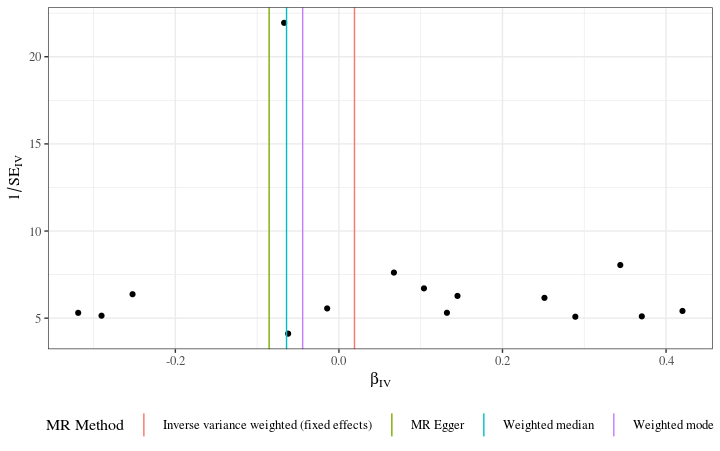 20
15
10
5
1/SE_IV
-0.2 0.0 0.2 0.4
β_IV
MR Method Inverse variance weighted (fixed effects) MR Egger Weighted median Weighted mode